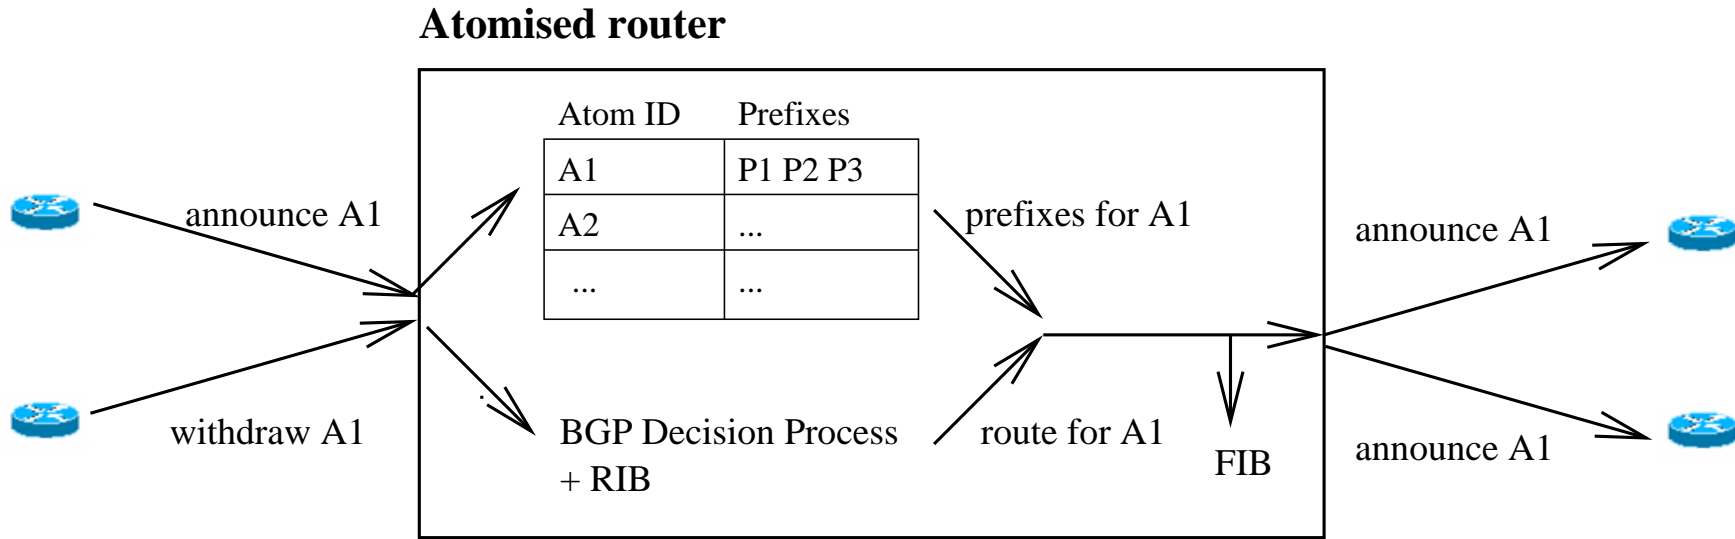 Atomised router
Atom ID Prefixes
A1 P1 P2 P3
A2 ...
... ...
announce A1
withdraw A1
prefixes for A1
BGP Decision Process
+ RIB
route for A1
FIB
announce A1
announce A1